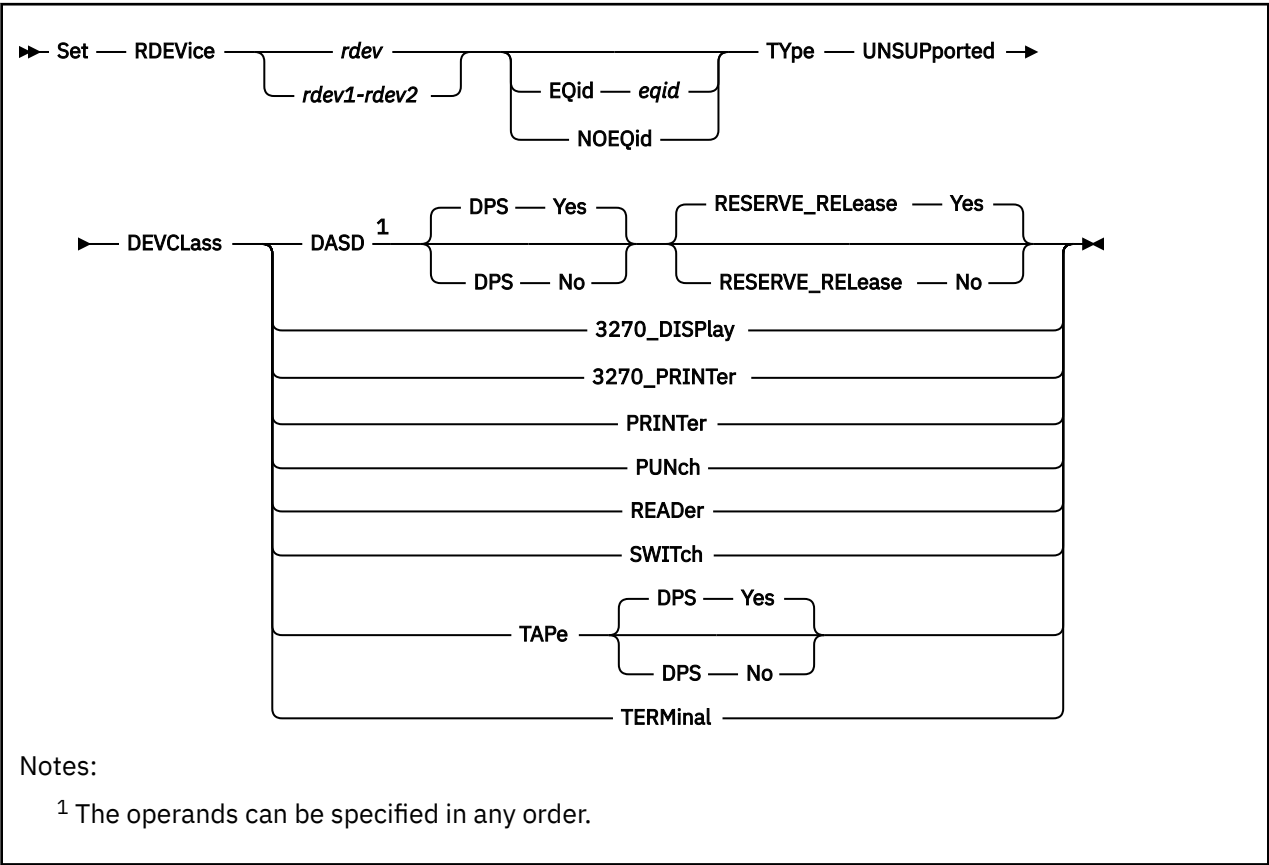 Set RDEVice rdev TYpe UNSUPported
rdev1-rdev2 EQid eqid
NOEQid
DPS Yes RESERVE_RELease Yes
DEVCLass DASD 1
DPS No RESERVE_RELease No
3270_DISPlay
3270_PRINTer
PRINTer
PUNch
READer
SWITch
DPS Yes
TAPe
DPS No
TERMinal
Notes:
1 The operands can be specified in any order.